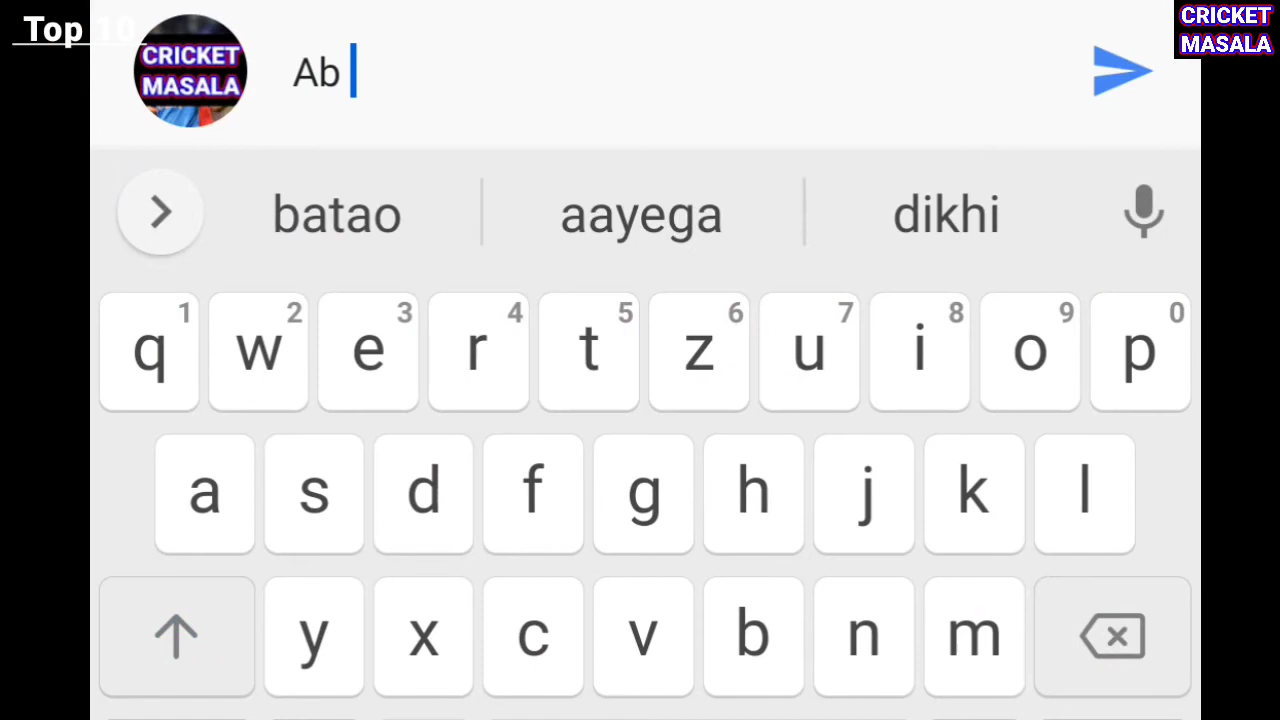 Top 10
CRICKET
MASALA
Ab
CRICKET
MASALA
batao aayega dikhi
1 2 3 4 5 6 7 8 9 0
q w e r t z u i o p
a s d f g h j k l
y x c v b n m